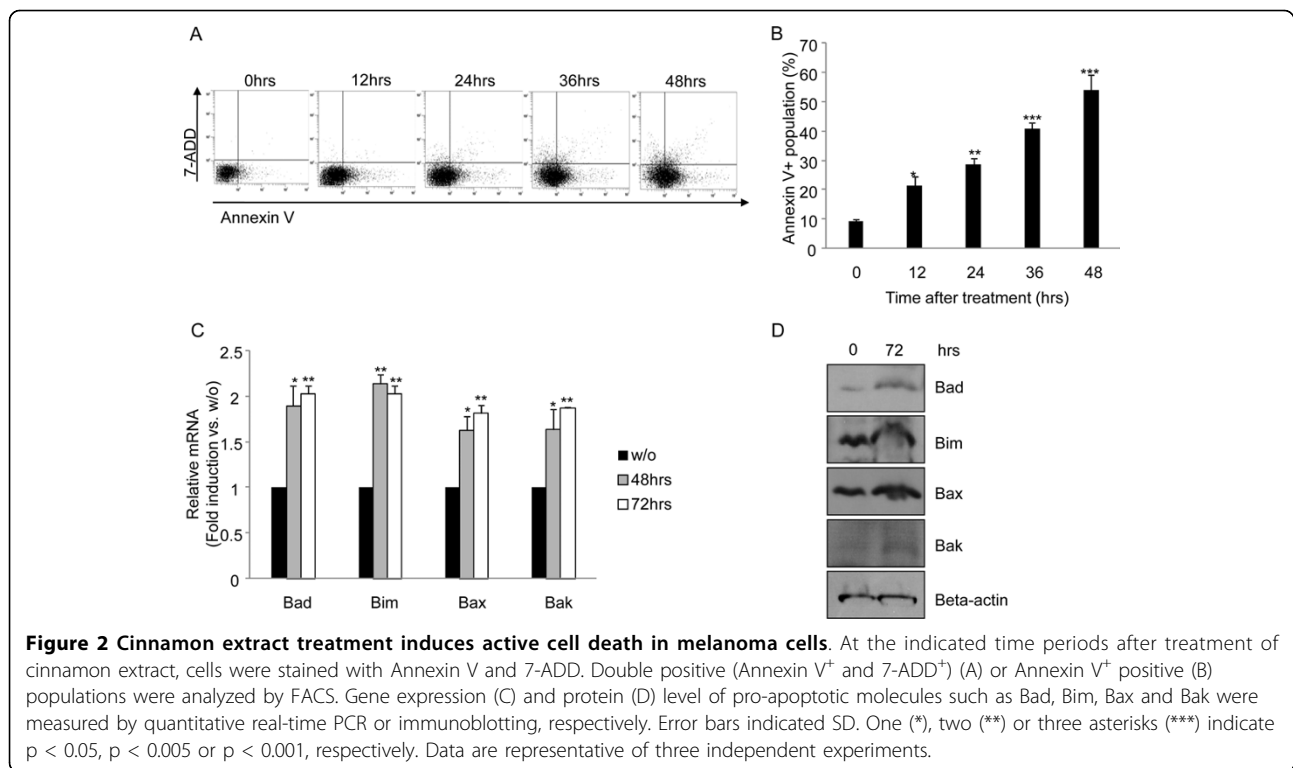 A
0hrs 12hrs 24hrs 36hrs 48hrs
7-ADD
Annexin V
B
Annexin V+ population (%)
70
60
50
40
30
20
10
0
* ** *** ***
0 12 24 36 48
Time after treatment (hrs)
C
Relative mRNA
(Fold induction vs. w/o)
2.5
2
1.5
1
0.5
0
* ** ** ** * ** * **
Bad Bim Bax Bak
w/o
48hrs
72hrs
D
0 72 hrs
Bad
Bim
Bax
Bak
Beta-actin
Figure 2 Cinnamon extract treatment induces active cell death in melanoma cells. At the indicated time periods after treatment of
cinnamon extract, cells were stained with Annexin V and 7-ADD. Double positive (Annexin V+ and 7-ADD+) (A) or Annexin V+ positive (B)
populations were analyzed by FACS. Gene expression (C) and protein (D) level of pro-apoptotic molecules such as Bad, Bim, Bax and Bak were
measured by quantitative real-time PCR or immunoblotting, respectively. Error bars indicated SD. One (*), two (**) or three asterisks (***) indicate
p < 0.05, p < 0.005 or p < 0.001, respectively. Data are representative of three independent experiments.